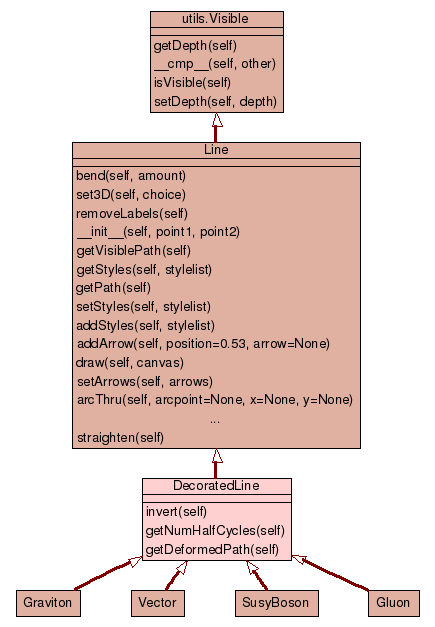 utils.Visible
getDepth(self)
__cmp__(self, other)
isVisible(self)
setDepth(self, depth)
Line
bend(self, amount)
set3D(self, choice)
removeLabels(self)
__init__(self, point1, point2)
getVisiblePath(self)
getStyles(self, stylelist)
getPath(self)
setStyles(self, stylelist)
addStyles(self, stylelist)
addArrow(self, position=0.53, arrow=None)
draw(self, canvas)
setArrows(self, arrows)
arcThru(self, arcpoint=None, x=None, y=None)
...
straighten(self)
DecoratedLine
invert(self)
getNumHalfCycles(self)
getDeformedPath(self)
Graviton
Vector
SusyBoson
Gluon